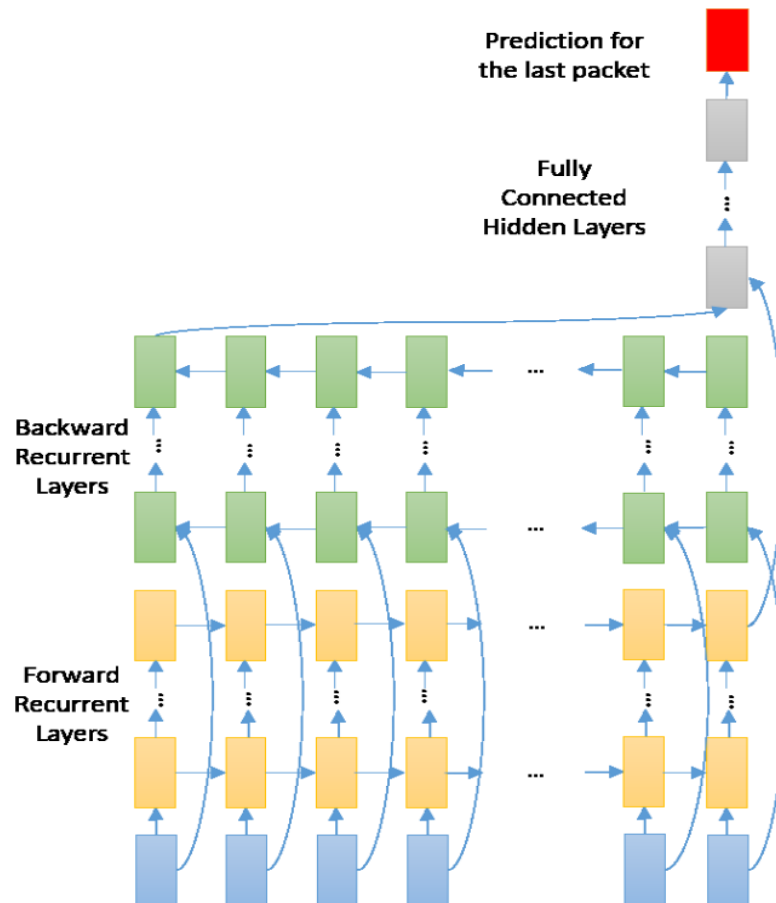 Prediction for
the last packet
Fully
Connected
...
Hidden Layers
Backward
Recurrent
Layers
... ... ... ... ... ...
...
...
Forward
Recurrent
Layers
... ... ... ... ... ...
...
...